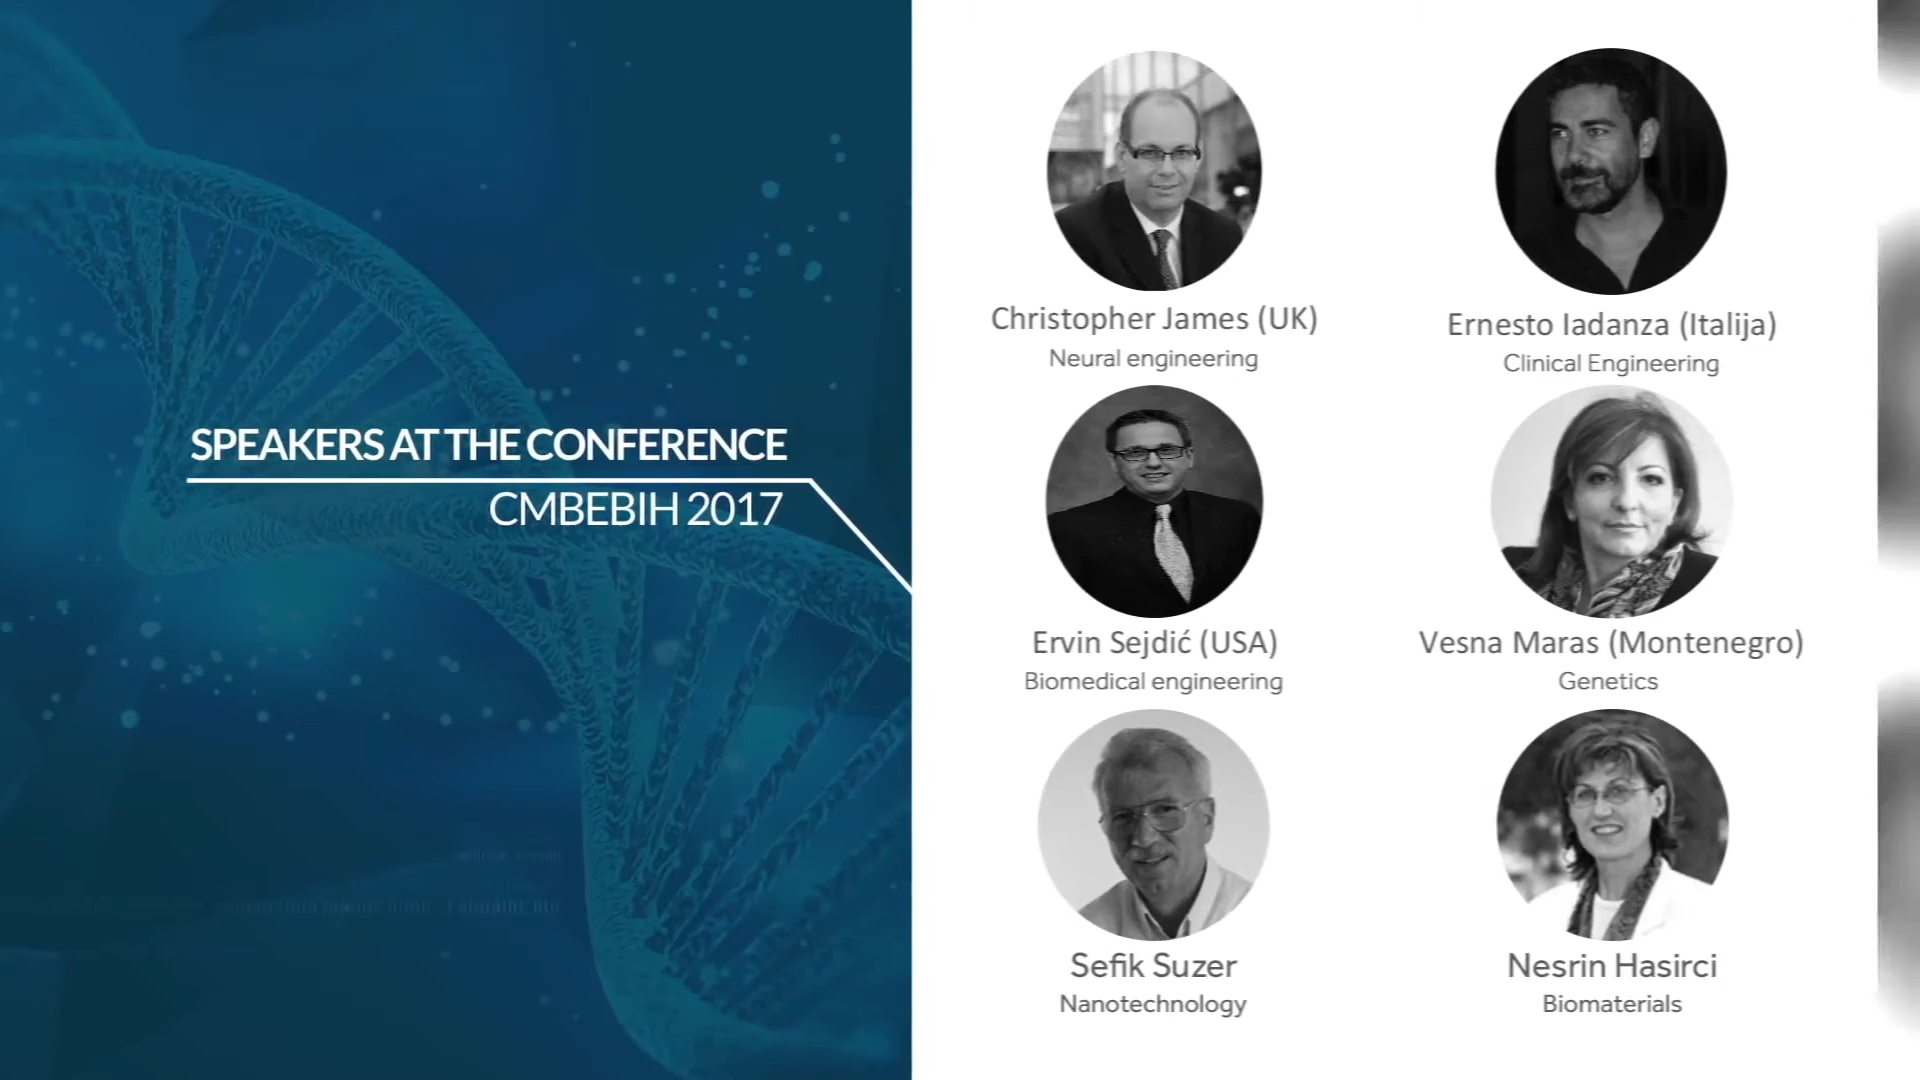 SPEAKERS AT THE CONFERENCE
CMBEBIH 2017
Christopher James (UK)
Neural engineering
Ernesto Iadanza (Italija)
Clinical Engineering
Ervin Sejdić (USA)
Biomedical engineering
Vesna Maras (Montenegro)
Genetics
Sefik Suzer
Nanotechnology
Nesrin Hasirci
Biomaterials